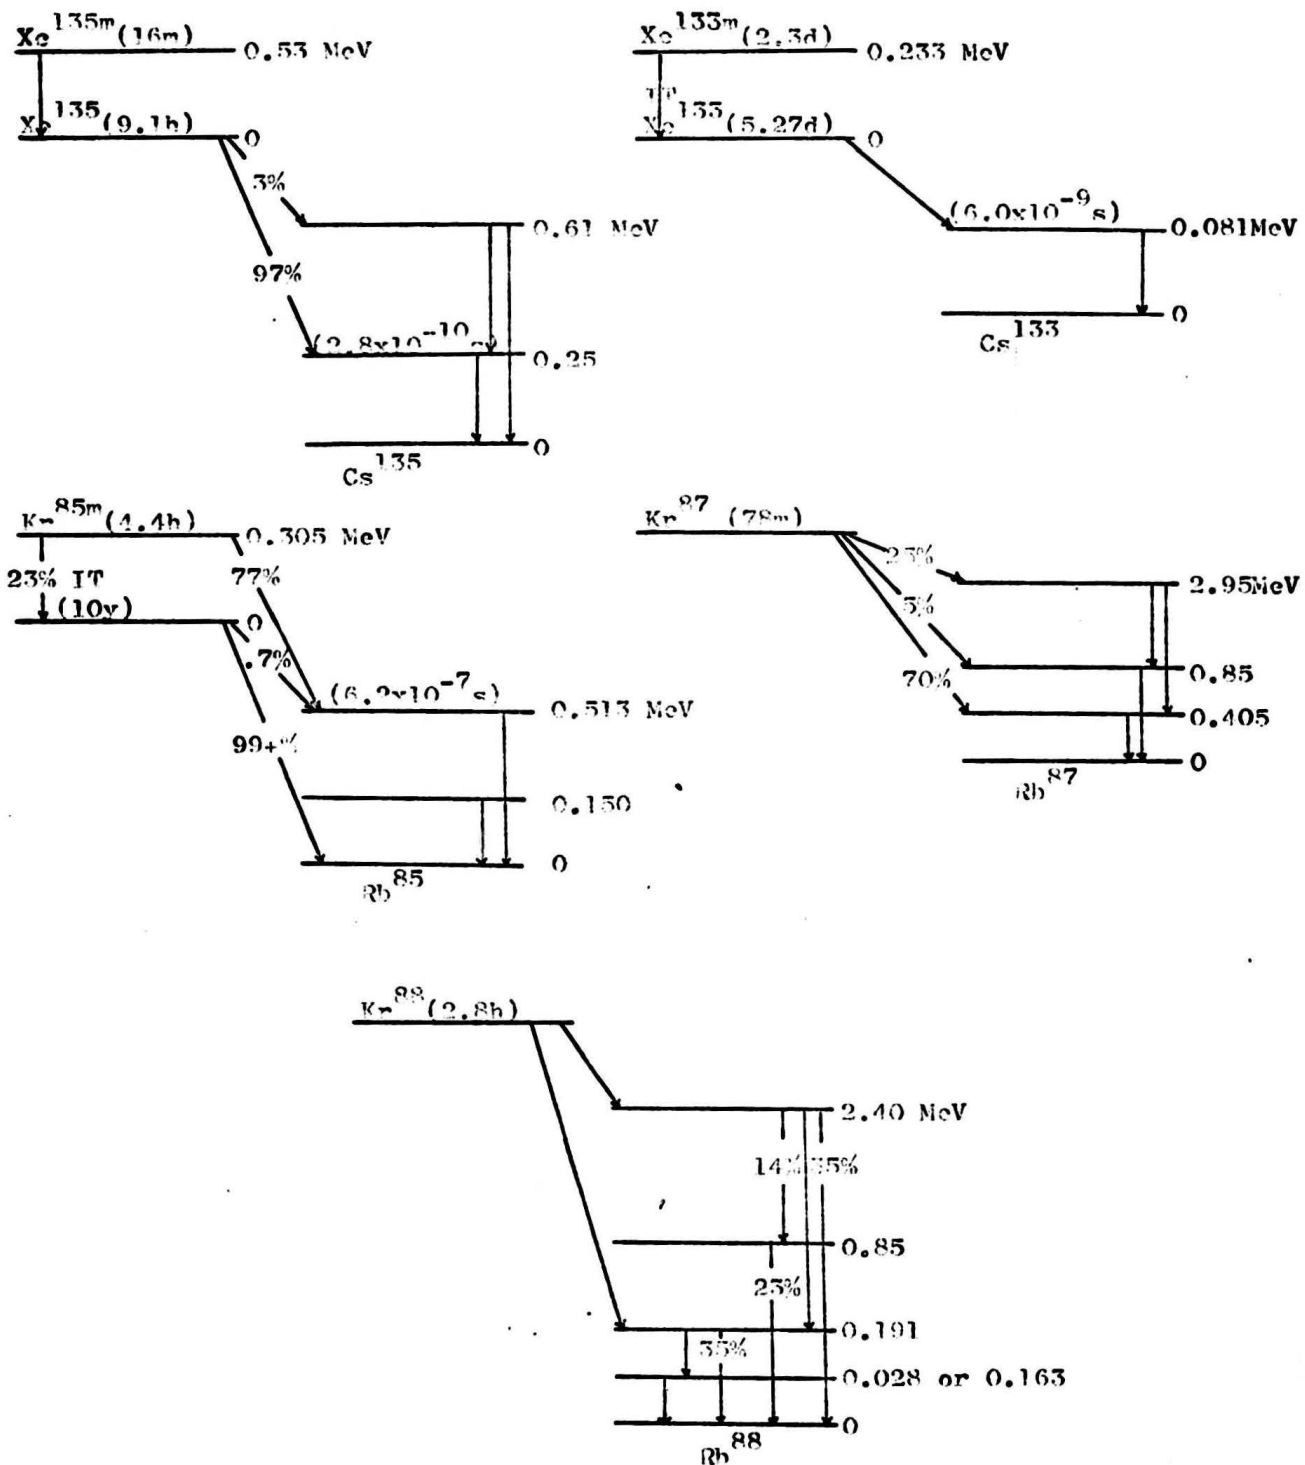 Xe135m(16m)
0.53 MeV
Xe135(9.1h)
0
3%
0.61 MeV
97%
(2.8x10-10s)
0.25
0
Cs135
Xe133m(2.3d)
0.233 MeV
IT
Xe133(5.27d)
0
(6.0x10-9s)
0.081MeV
0
Cs133
Kr85m(4.4h)
0.305 MeV
23% IT
77%
(10y)
0
.7%
(6.2x10-7s)
0.513 MeV
99+%
0.150
0
Rb85
Kr87 (78m)
25%
2.95MeV
5%
0.85
70%
0.405
0
Rb87
Kr88(2.8h)
2.40 MeV
14%
35%
0.85
23%
0.191
35%
0.028 or 0.163
0
Rb88